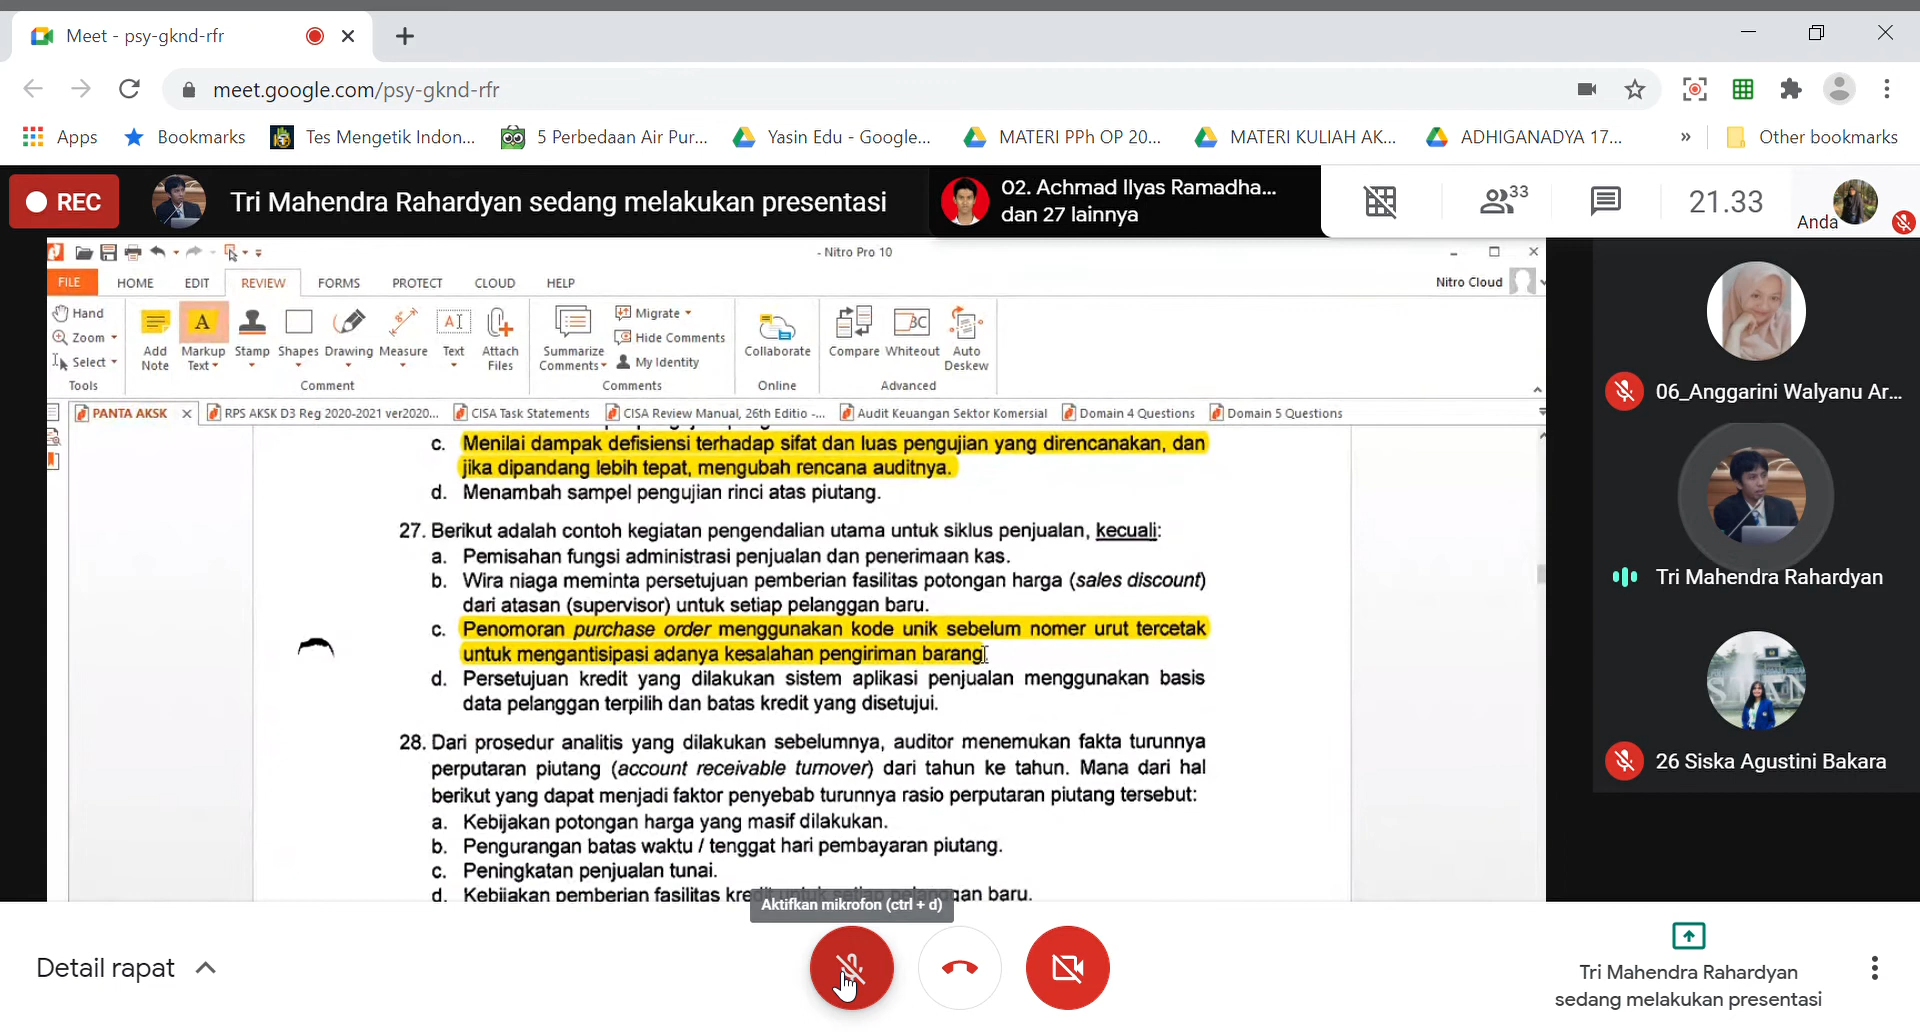 Meet - psy-gknd-rfr
meet.google.com/psy-gknd-rfr
Apps
Bookmarks
Tes Mengetik Indon...
5 Perbedaan Air Pur...
Yasin Edu - Google...
MATERI PPh OP 20...
MATERI KULIAH AK...
ADHIGANADYA 17...
»
Other bookmarks
REC
Tri Mahendra Rahardyan sedang melakukan presentasi
02. Achmad Ilyas Ramadha...
dan 27 lainnya
33
21.33
Anda
- Nitro Pro 10
FILE HOME EDIT REVIEW FORMS PROTECT CLOUD HELP
Nitro Cloud
Hand
Zoom
Select
Tools
Add Note
Markup Text
Stamp
Shapes
Drawing
Measure
Text
Attach Files
Comment
Summarize Comments
Migrate
Hide Comments
My Identity
Comments
Collaborate
Online
Compare
Whiteout
Auto Deskew
Advanced
PANTA AKSK
RPS AKSK D3 Reg 2020-2021 ver2020...
CISA Task Statements
CISA Review Manual, 26th Editio -...
Audit Keuangan Sektor Komersial
Domain 4 Questions
Domain 5 Questions
c. Menilai dampak defisiensi terhadap sifat dan luas pengujian yang direncanakan, dan
jika dipandang lebih tepat, mengubah rencana auditnya.
d. Menambah sampel pengujian rinci atas piutang.
27. Berikut adalah contoh kegiatan pengendalian utama untuk siklus penjualan, kecuali:
a. Pemisahan fungsi administrasi penjualan dan penerimaan kas.
b. Wira niaga meminta persetujuan pemberian fasilitas potongan harga (sales discount)
dari atasan (supervisor) untuk setiap pelanggan baru.
c. Penomoran purchase order menggunakan kode unik sebelum nomer urut tercetak
untuk mengantisipasi adanya kesalahan pengiriman barang.
d. Persetujuan kredit yang dilakukan sistem aplikasi penjualan menggunakan basis
data pelanggan terpilih dan batas kredit yang disetujui.
28. Dari prosedur analitis yang dilakukan sebelumnya, auditor menemukan fakta turunnya
perputaran piutang (account receivable turnover) dari tahun ke tahun. Mana dari hal
berikut yang dapat menjadi faktor penyebab turunnya rasio perputaran piutang tersebut:
a. Kebijakan potongan harga yang masif dilakukan.
b. Pengurangan batas waktu / tenggat hari pembayaran piutang.
c. Peningkatan penjualan tunai.
d. Kebijakan pemberian fasilitas kredit untuk setiap pelanggan baru.
06_Anggarini Walyanu Ar...
Tri Mahendra Rahardyan
26 Siska Agustini Bakara
Aktifkan mikrofon (ctrl + d)
Detail rapat
Tri Mahendra Rahardyan
sedang melakukan presentasi